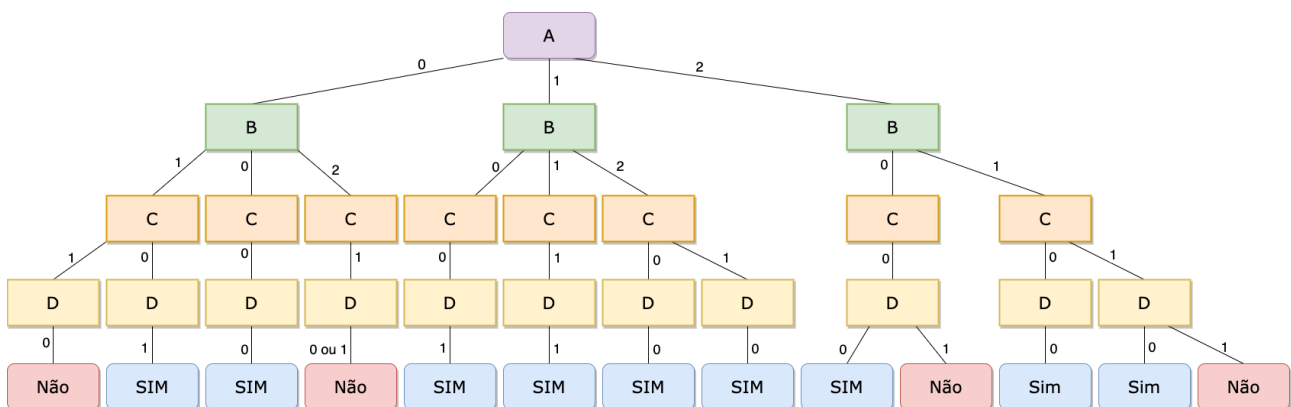 A
0 1 2
B B B
1 0 2 0 1 2 0 1
C C C C C C C C
1 0 0 1 0 1 0 1 0 0 1
D D D D D D D D D D D
0 1 0 0 ou 1 1 1 0 0 0 1 0 0 1
Não SIM SIM Não SIM SIM SIM SIM SIM Não Sim Sim Não